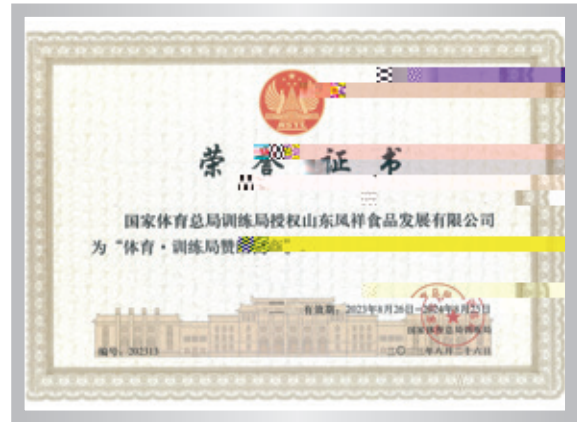 荣誉证书
国家体育总局训练局授权山东凤祥食品发展有限公司
为“体育·训练局赞
有效期：2023年8月26日-2024年8月25日
国家体育总局训练局
编号：202313
二〇二三年八月二十六日